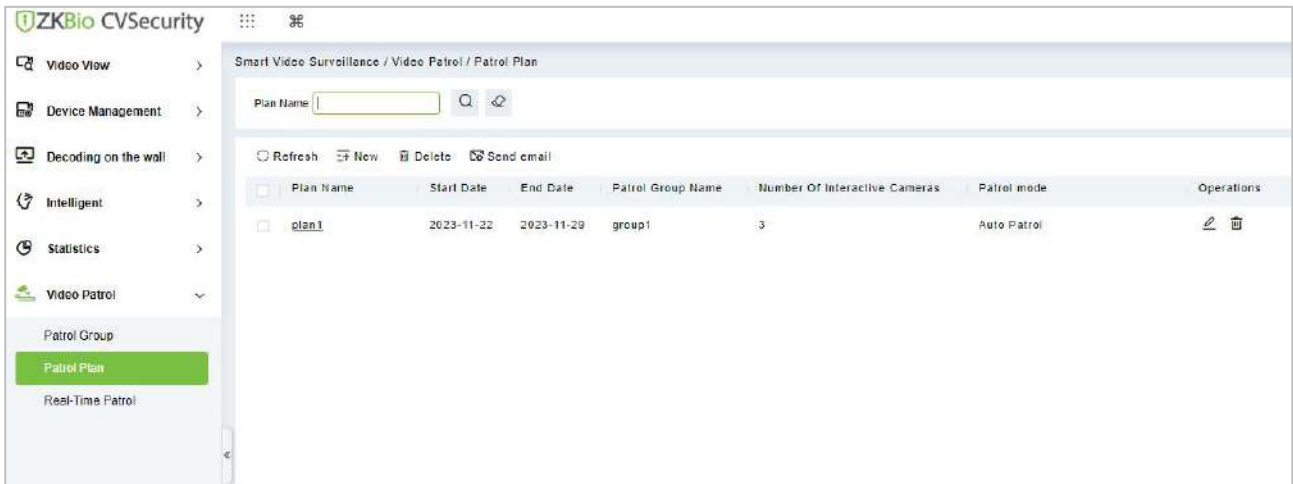 ZKBio CVSecurity
Video View
Device Management
Decoding on the wall
Intelligent
Statistics
Video Patrol
Patrol Group
Patrol Plan
Real-Time Patrol
Smart Video Surveillance / Video Patrol / Patrol Plan
Plan Name
Refresh New Delete Send email
Plan Name Start Date End Date Patrol Group Name Number Of Interactive Cameras Patrol mode Operations
plan1 2023-11-22 2023-11-29 group1 3 Auto Patrol